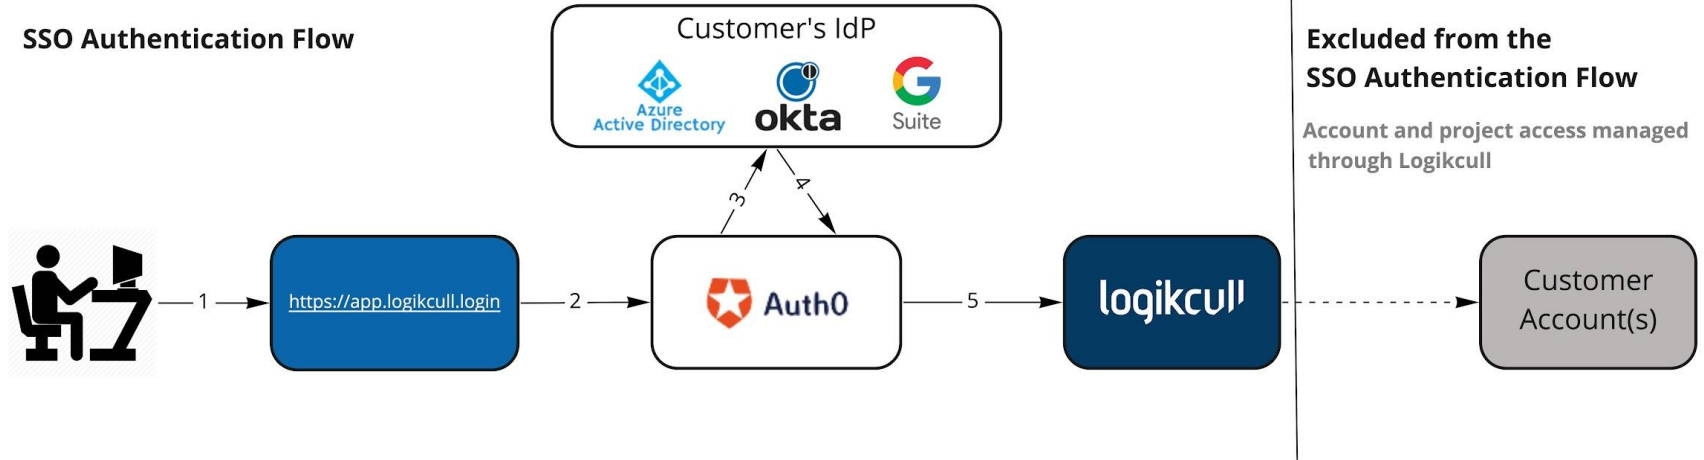 SSO Authentication Flow
Customer's IdP
Azure
Active Directory
okta
G
Suite
Excluded from the
SSO Authentication Flow
Account and project access managed
through Logikcull
3
4
1
https://app.logikcull.login
2
Auth0
5
logikcull
Customer
Account(s)